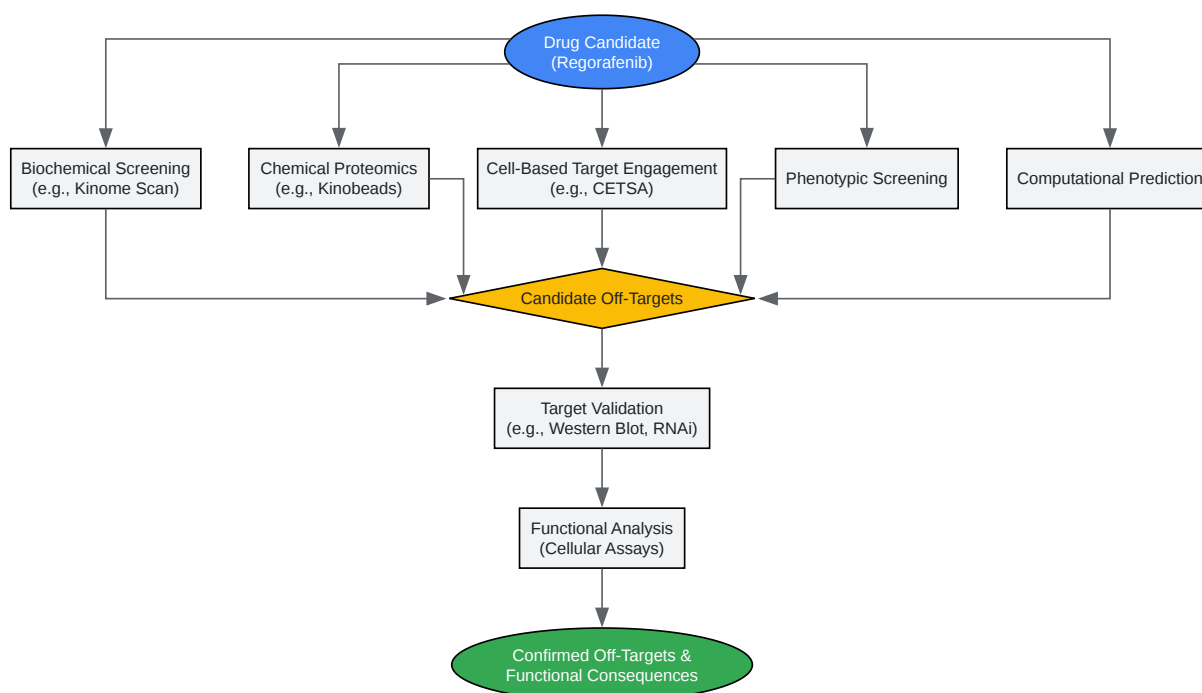 Drug Candidate
(Regorafenib)
Biochemical Screening
(e.g., Kinome Scan)
Chemical Proteomics
(e.g., Kinobeads)
Cell-Based Target Engagement
(e.g., CETSA)
Phenotypic Screening
Computational Prediction
Candidate Off-Targets
Target Validation
(e.g., Western Blot, RNAi)
Functional Analysis
(Cellular Assays)
Confirmed Off-Targets &
Functional Consequences